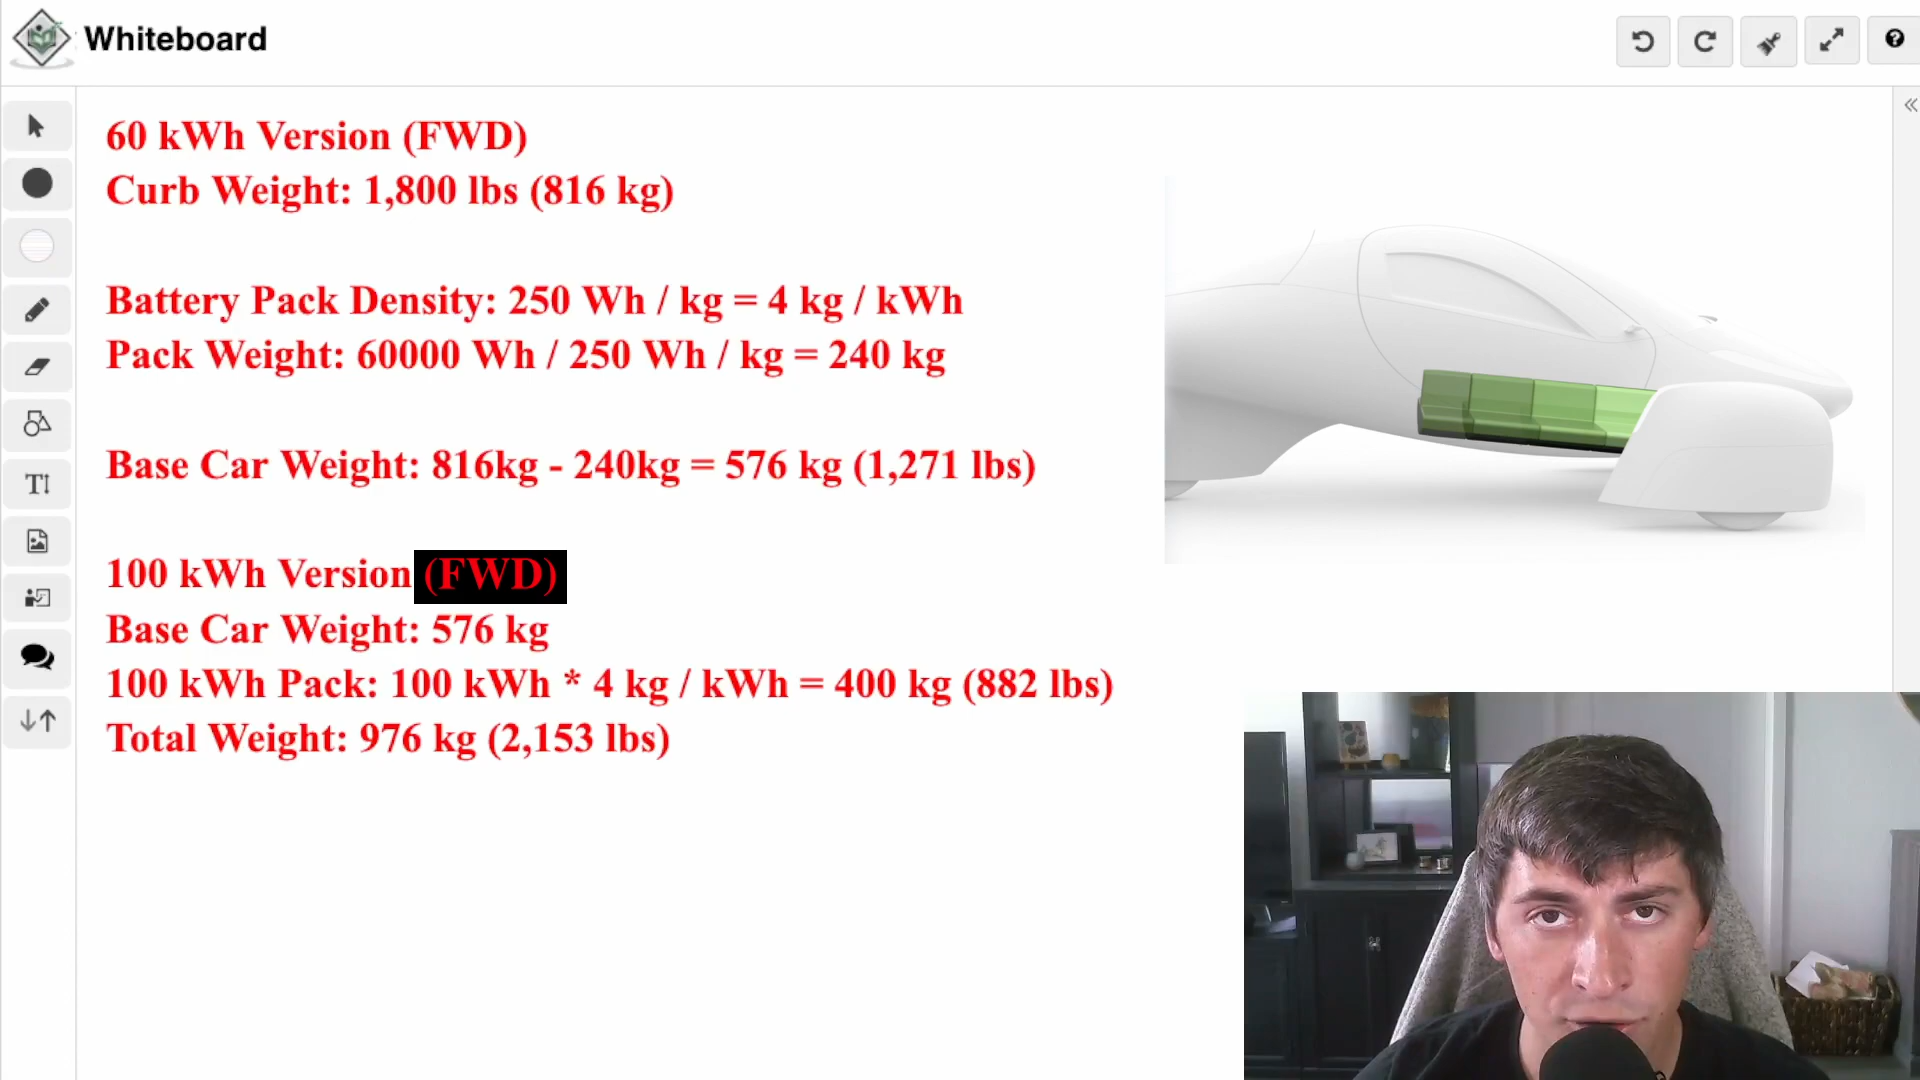 Whiteboard
60 kWh Version (FWD)
Curb Weight: 1,800 lbs (816 kg)
Battery Pack Density: 250 Wh / kg = 4 kg / kWh
Pack Weight: 60000 Wh / 250 Wh / kg = 240 kg
Base Car Weight: 816kg - 240kg = 576 kg (1,271 lbs)
100 kWh Version (FWD)
Base Car Weight: 576 kg
100 kWh Pack: 100 kWh * 4 kg / kWh = 400 kg (882 lbs)
Total Weight: 976 kg (2,153 lbs)